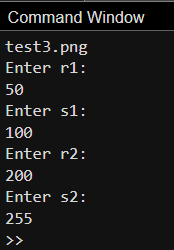 Command Window
test3.png
Enter r1:
50
Enter s1:
100
Enter r2:
200
Enter s2:
255
>>